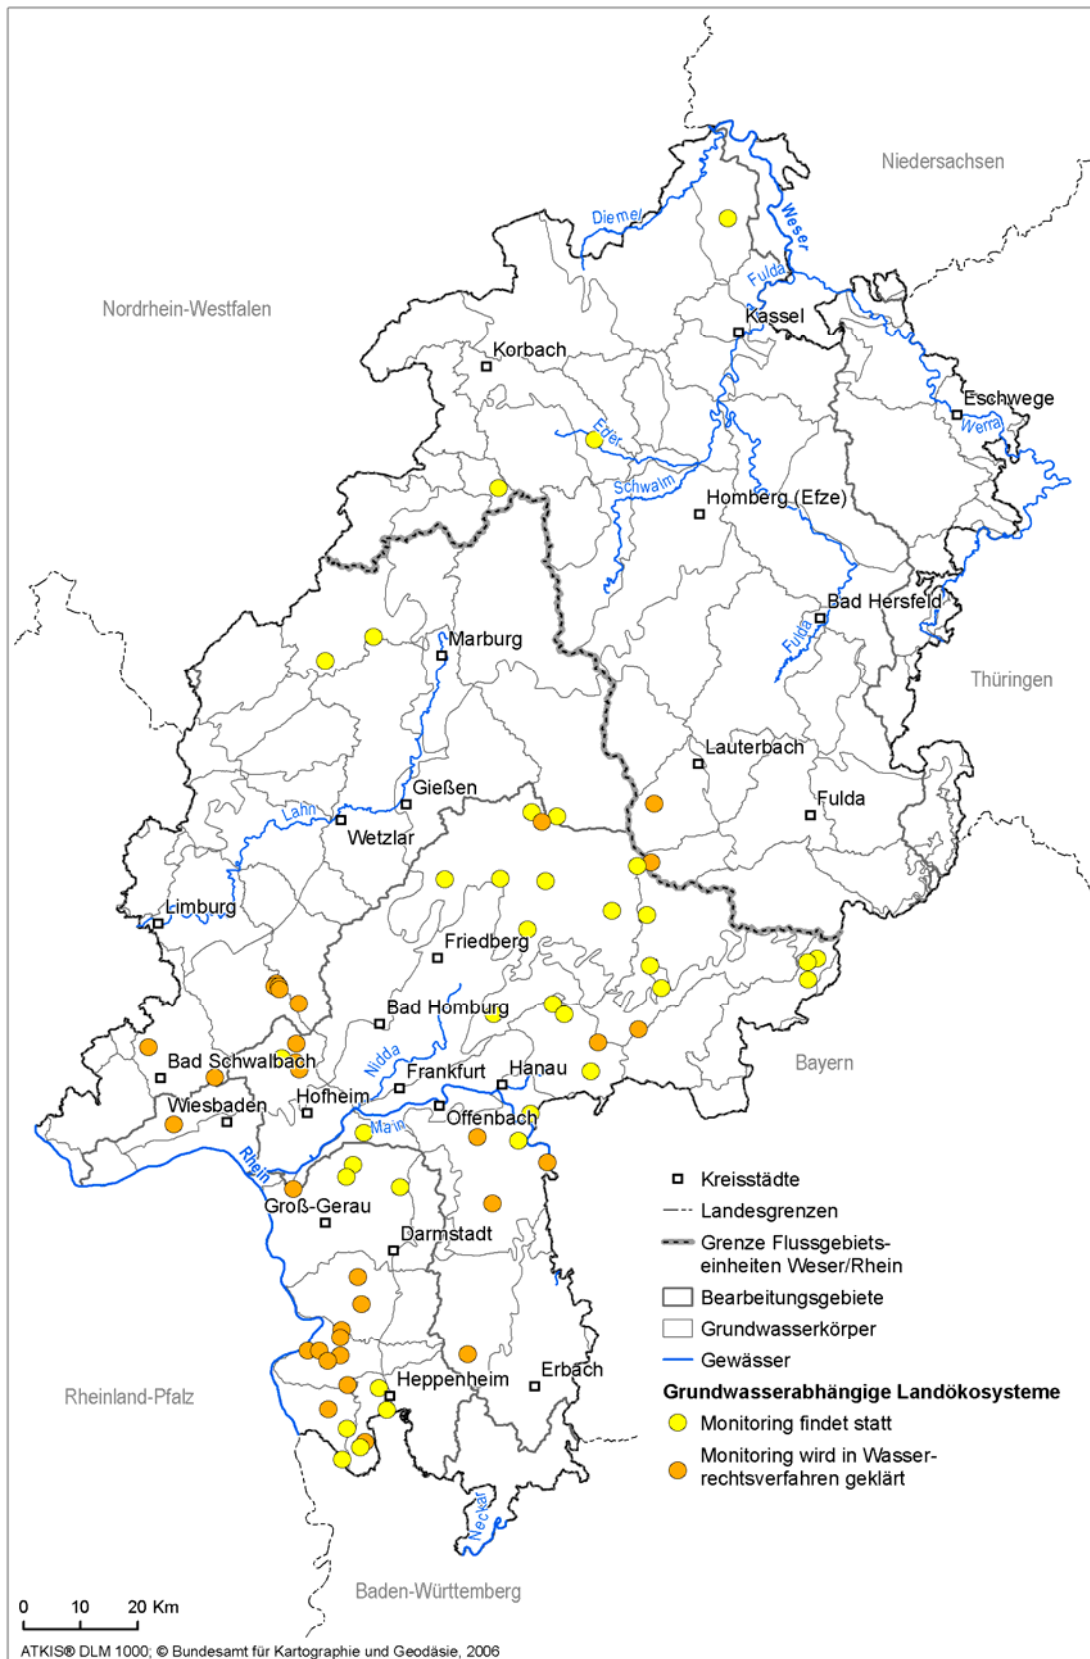 Niedersachsen
Diemel
Weser
Nordrhein-Westfalen
Fulda
Kassel
Korbach
Eschwege
Werra
Eder
Schwalm
Homberg (Efze)
Bad Hersfeld
Fulda
Marburg
Thüringen
Lauterbach
Gießen
Fulda
Lahn
Wetzlar
Limburg
Friedberg
Bad Homburg
Nidda
Bayern
Bad Schwalbach
Frankfurt
Hanau
Wiesbaden
Hofheim
Offenbach
Main
Rhein
Groß-Gerau
Darmstadt
Kreisstädte
Landesgrenzen
Grenze Flussgebiets-
einheiten Weser/Rhein
Bearbeitungsgebiete
Grundwasserkörper
Gewässer
Rheinland-Pfalz
Heppenheim
Erbach
Grundwasserabhängige Landökosysteme
Monitoring findet statt
Monitoring wird in Wasser-
rechtsverfahren geklärt
Neckar
Baden-Württemberg
0 10 20 Km
ATKIS® DLM 1000; © Bundesamt für Kartographie und Geodäsie, 2006